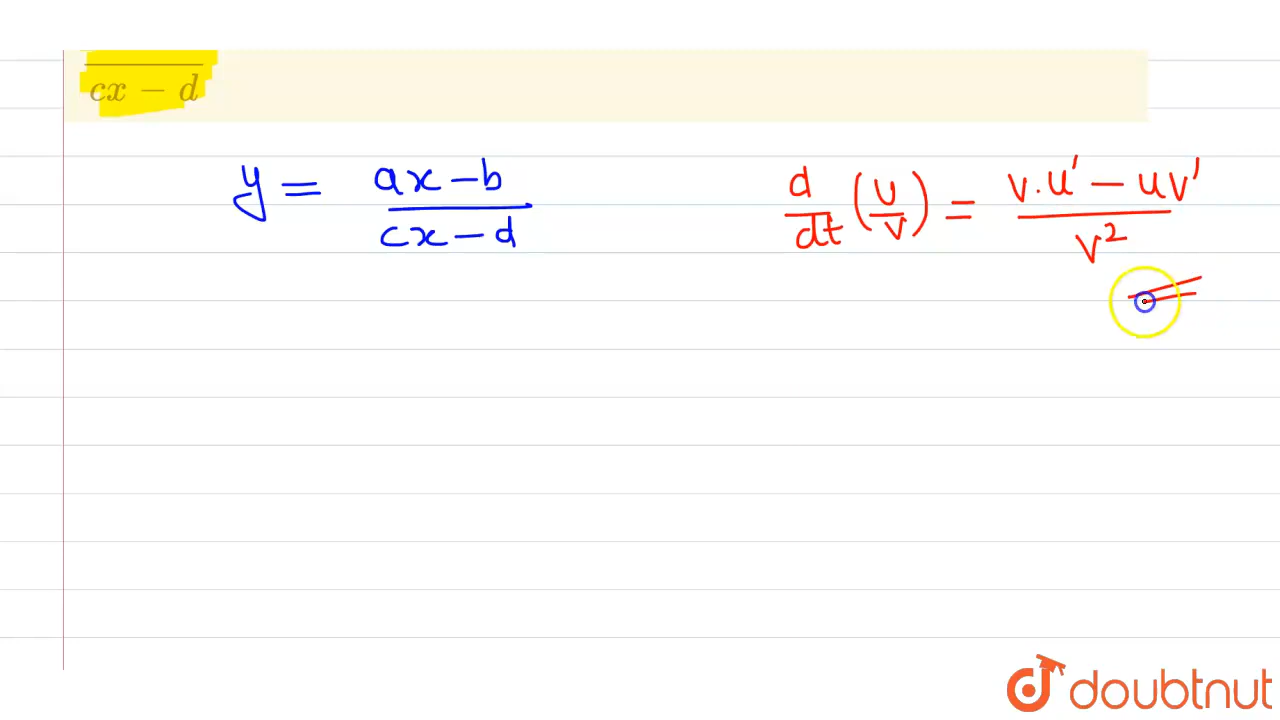 cx − d
y = ax − b / cx − d
d/dt (u/v) = v.u' − uv' / v²
doubtnut